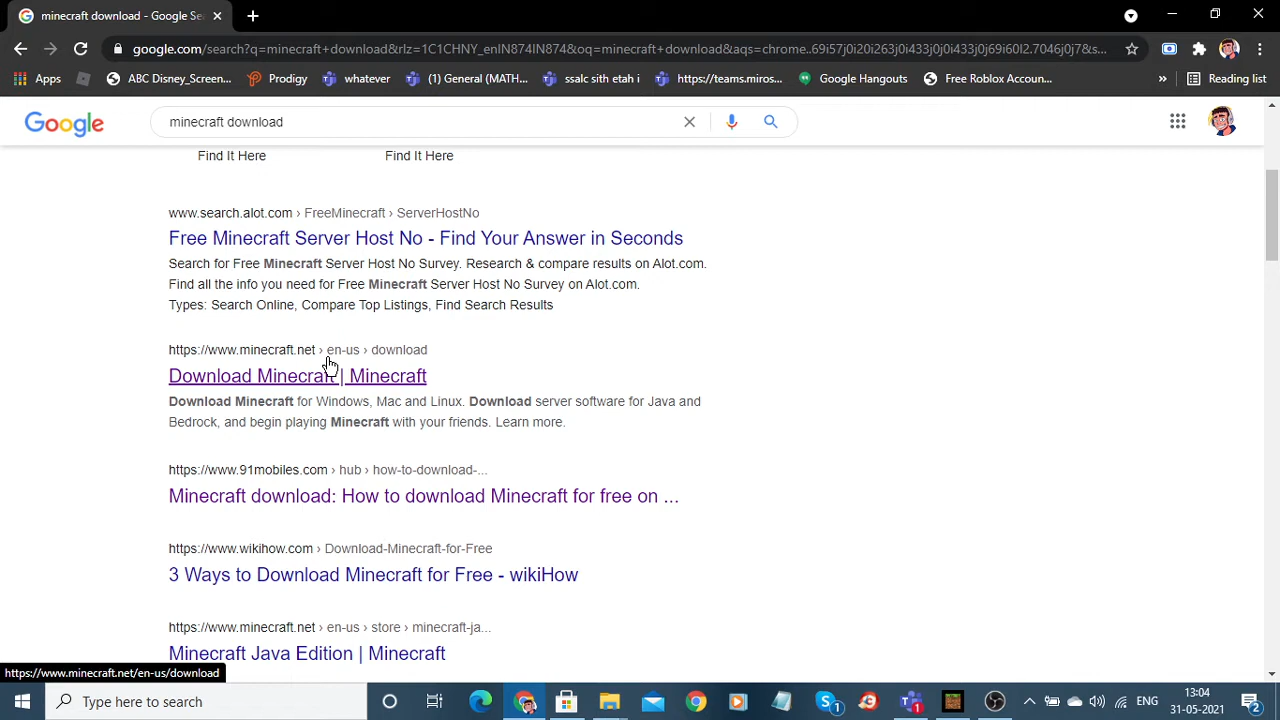 minecraft download - Google Se
google.com/search?q=minecraft+download&rlz=1C1CHNY_enIN874IN874&oq=minecraft+download&aqs=chrome..69i57j0i20i263j0i433j0j0i433j0j69i60l2.7046j0j7&s...
Apps
ABC Disney_Screen...
Prodigy
whatever
(1) General (MATH...
ssalc sith etah i
https://teams.miros...
Google Hangouts
Free Roblox Accoun...
»
Reading list
Google
minecraft download
Find It Here
Find It Here
www.search.alot.com › FreeMinecraft › ServerHostNo
Free Minecraft Server Host No - Find Your Answer in Seconds
Search for Free Minecraft Server Host No Survey. Research & compare results on Alot.com.
Find all the info you need for Free Minecraft Server Host No Survey on Alot.com.
Types: Search Online, Compare Top Listings, Find Search Results
https://www.minecraft.net › en-us › download
Download Minecraft | Minecraft
Download Minecraft for Windows, Mac and Linux. Download server software for Java and
Bedrock, and begin playing Minecraft with your friends. Learn more.
https://www.91mobiles.com › hub › how-to-download-...
Minecraft download: How to download Minecraft for free on ...
https://www.wikihow.com › Download-Minecraft-for-Free
3 Ways to Download Minecraft for Free - wikiHow
https://www.minecraft.net › en-us › store › minecraft-ja...
Minecraft Java Edition | Minecraft
https://www.minecraft.net/en-us/download
Type here to search
1
1
ENG
13:04
31-05-2021
2